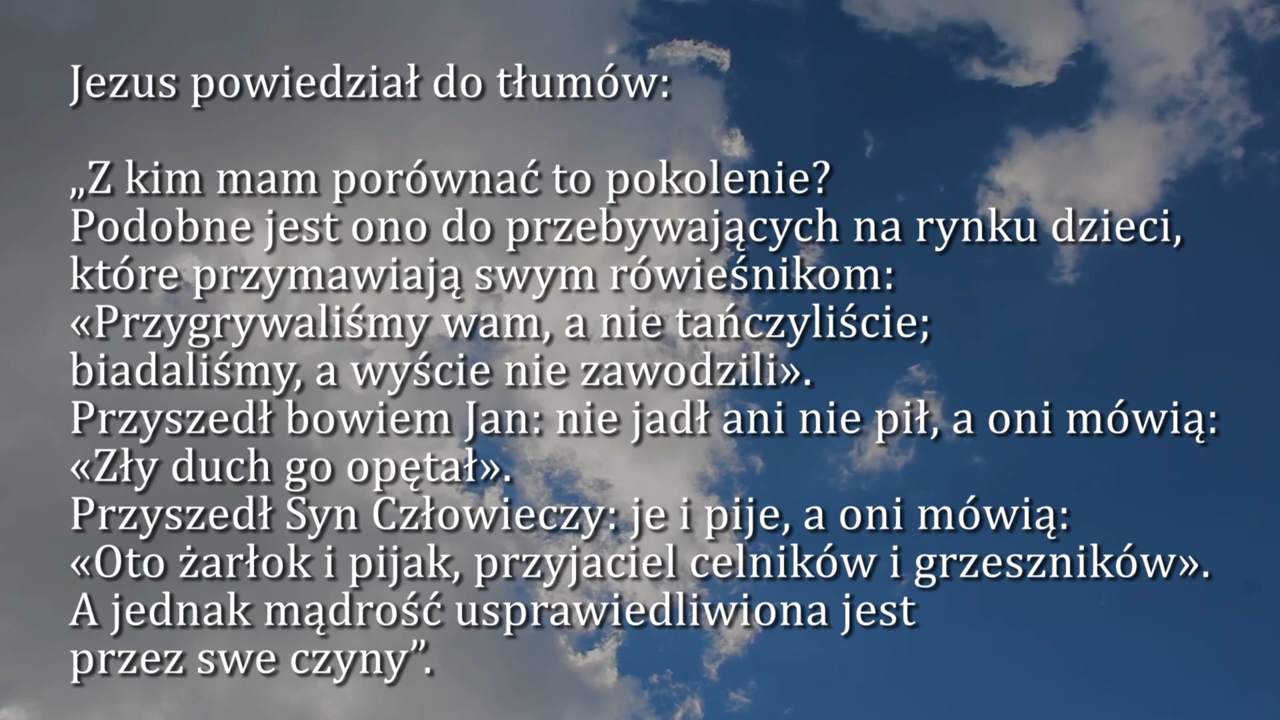 Jezus powiedział do tłumów:
„Z kim mam porównać to pokolenie?
Podobne jest ono do przebywających na rynku dzieci,
które przymawiają swym rówieśnikom:
«Przygrywaliśmy wam, a nie tańczyliście;
biadaliśmy, a wyście nie zawodzili».
Przyszedł bowiem Jan: nie jadł ani nie pił, a oni mówią:
«Zły duch go opętał».
Przyszedł Syn Człowieczy: je i pije, a oni mówią:
«Oto żarłok i pijak, przyjaciel celników i grzeszników».
A jednak mądrość usprawiedliwiona jest
przez swe czyny”.